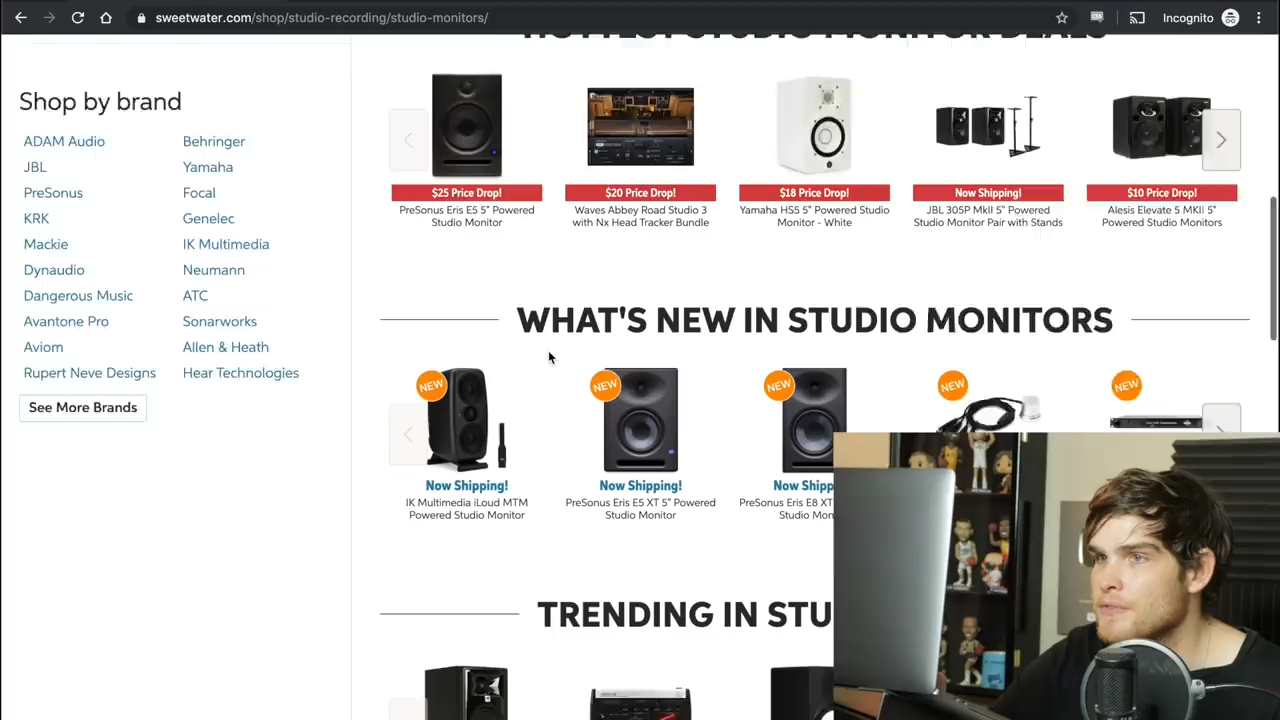 sweetwater.com/shop/studio-recording/studio-monitors/
Incognito
HOTTEST STUDIO MONITOR DEALS
Shop by brand
ADAM Audio
Behringer
JBL
Yamaha
PreSonus
Focal
KRK
Genelec
Mackie
IK Multimedia
Dynaudio
Neumann
Dangerous Music
ATC
Avantone Pro
Sonarworks
Aviom
Allen & Heath
Rupert Neve Designs
Hear Technologies
See More Brands
$25 Price Drop!
PreSonus Eris E5 5" Powered
Studio Monitor
$20 Price Drop!
Waves Abbey Road Studio 3
with Nx Head Tracker Bundle
$18 Price Drop!
Yamaha HS5 5" Powered Studio
Monitor - White
Now Shipping!
JBL 305P MkII 5" Powered
Studio Monitor Pair with Stands
$10 Price Drop!
Alesis Elevate 5 MKII 5"
Powered Studio Monitors
WHAT'S NEW IN STUDIO MONITORS
NEW
NEW
NEW
NEW
NEW
Now Shipping!
IK Multimedia iLoud MTM
Powered Studio Monitor
Now Shipping!
PreSonus Eris E5 XT 5" Powered
Studio Monitor
Now Shipp
PreSonus Eris E8 XT
Studio Mon
TRENDING IN STU